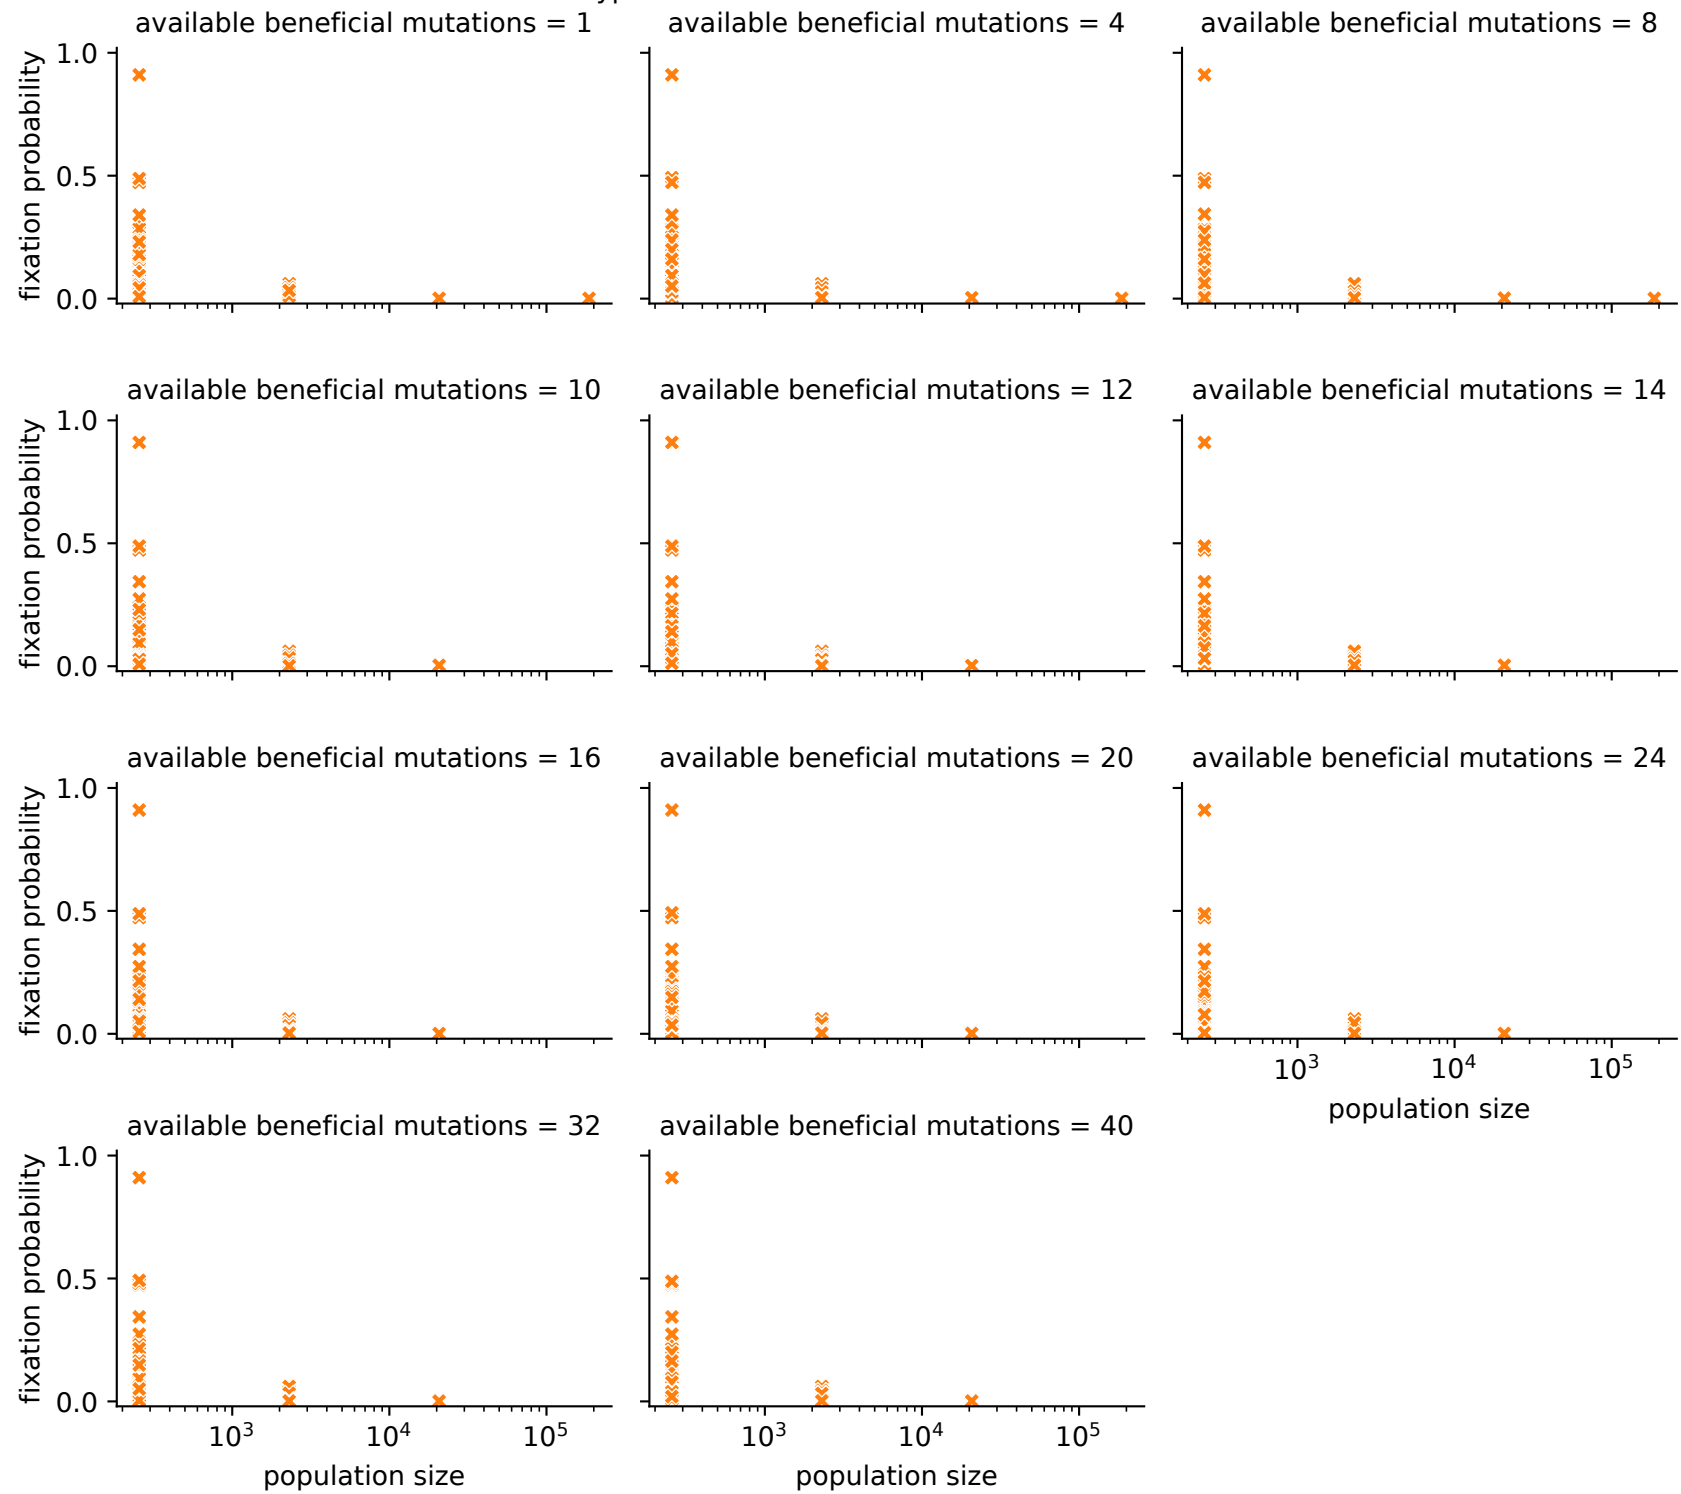 available beneficial mutations = 1
available beneficial mutations = 4
available beneficial mutations = 8
fixation probability
1.0
0.5
0.0
available beneficial mutations = 10
available beneficial mutations = 12
available beneficial mutations = 14
fixation probability
1.0
0.5
0.0
available beneficial mutations = 16
available beneficial mutations = 20
available beneficial mutations = 24
fixation probability
1.0
0.5
0.0
10³ 10⁴ 10⁵
population size
available beneficial mutations = 32
available beneficial mutations = 40
fixation probability
1.0
0.5
0.0
10³ 10⁴ 10⁵
population size
10³ 10⁴ 10⁵
population size